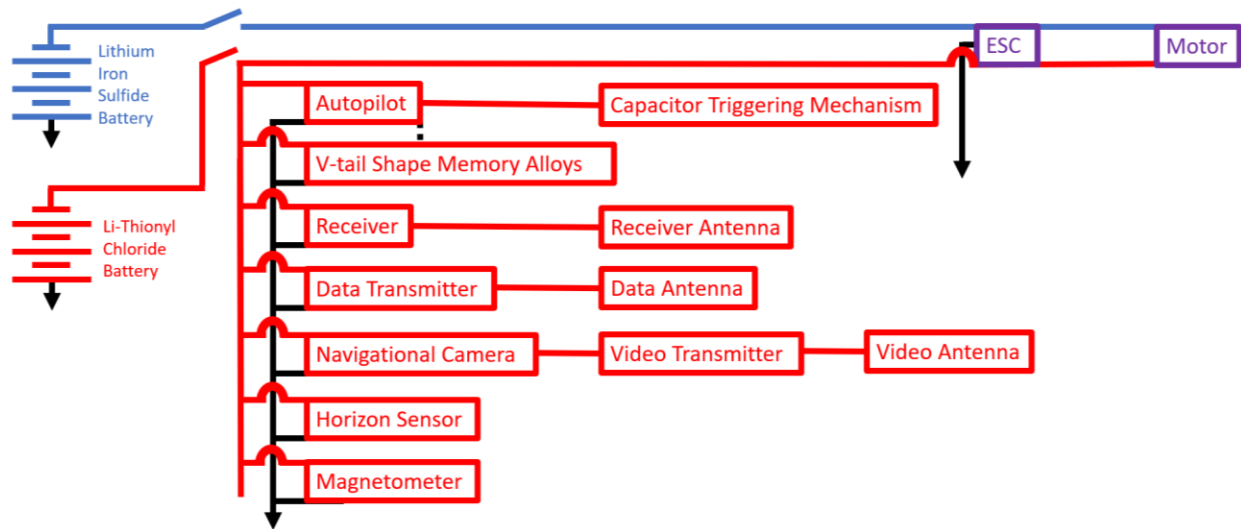 Lithium
Iron
Sulfide
Battery
ESC
Motor
Autopilot
Capacitor Triggering Mechanism
V-tail Shape Memory Alloys
Li-Thionyl
Chloride
Battery
Receiver
Receiver Antenna
Data Transmitter
Data Antenna
Navigational Camera
Video Transmitter
Video Antenna
Horizon Sensor
Magnetometer